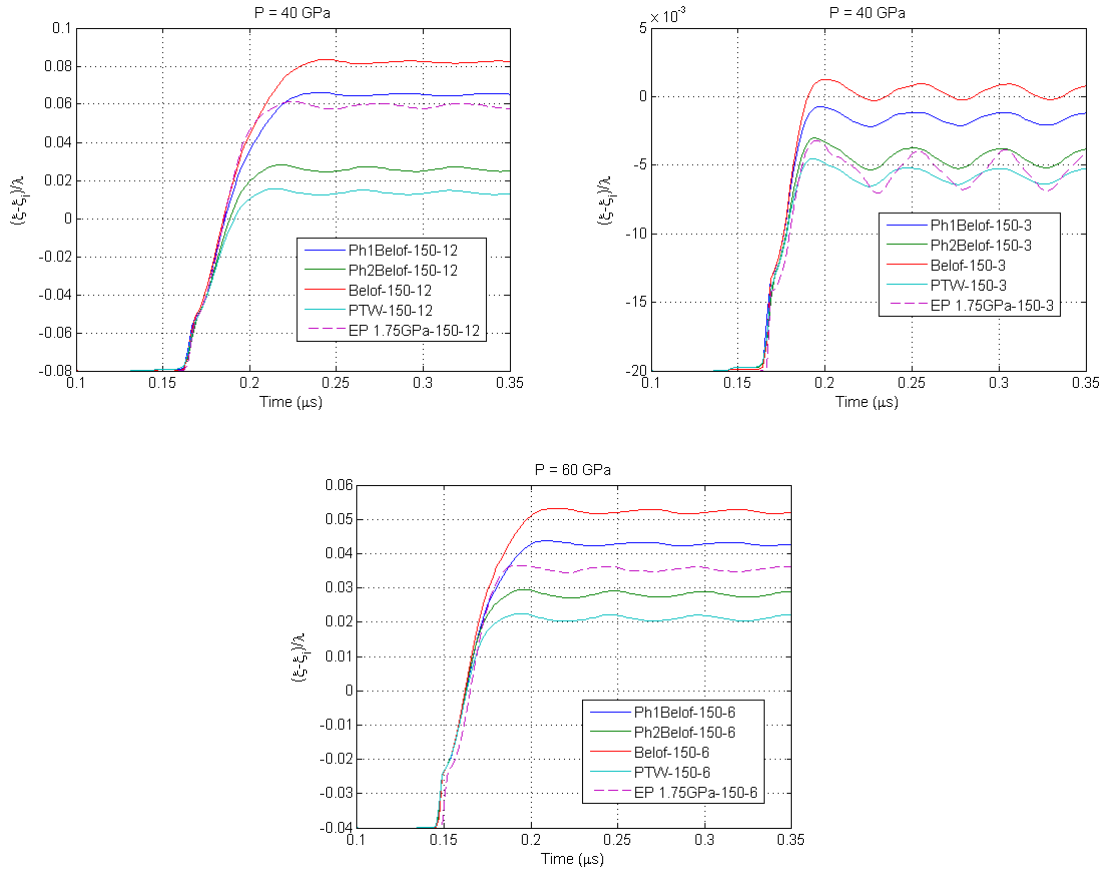 P = 40 GPa
0.1
0.08
0.06
0.04
0.02
0
-0.02
-0.04
-0.06
-0.08
(ξ-ξi)/λ
0.1 0.15 0.2 0.25 0.3 0.35
Time (μs)
Ph1Belof-150-12
Ph2Belof-150-12
Belof-150-12
PTW-150-12
EP 1.75GPa-150-12
P = 40 GPa
x 10-3
5
0
-5
-10
-15
-20
(ξ-ξi)/λ
0.1 0.15 0.2 0.25 0.3 0.35
Time (μs)
Ph1Belof-150-3
Ph2Belof-150-3
Belof-150-3
PTW-150-3
EP 1.75GPa-150-3
P = 60 GPa
0.06
0.05
0.04
0.03
0.02
0.01
0
-0.01
-0.02
-0.03
-0.04
(ξ-ξi)/λ
0.1 0.15 0.2 0.25 0.3 0.35
Time (μs)
Ph1Belof-150-6
Ph2Belof-150-6
Belof-150-6
PTW-150-6
EP 1.75GPa-150-6